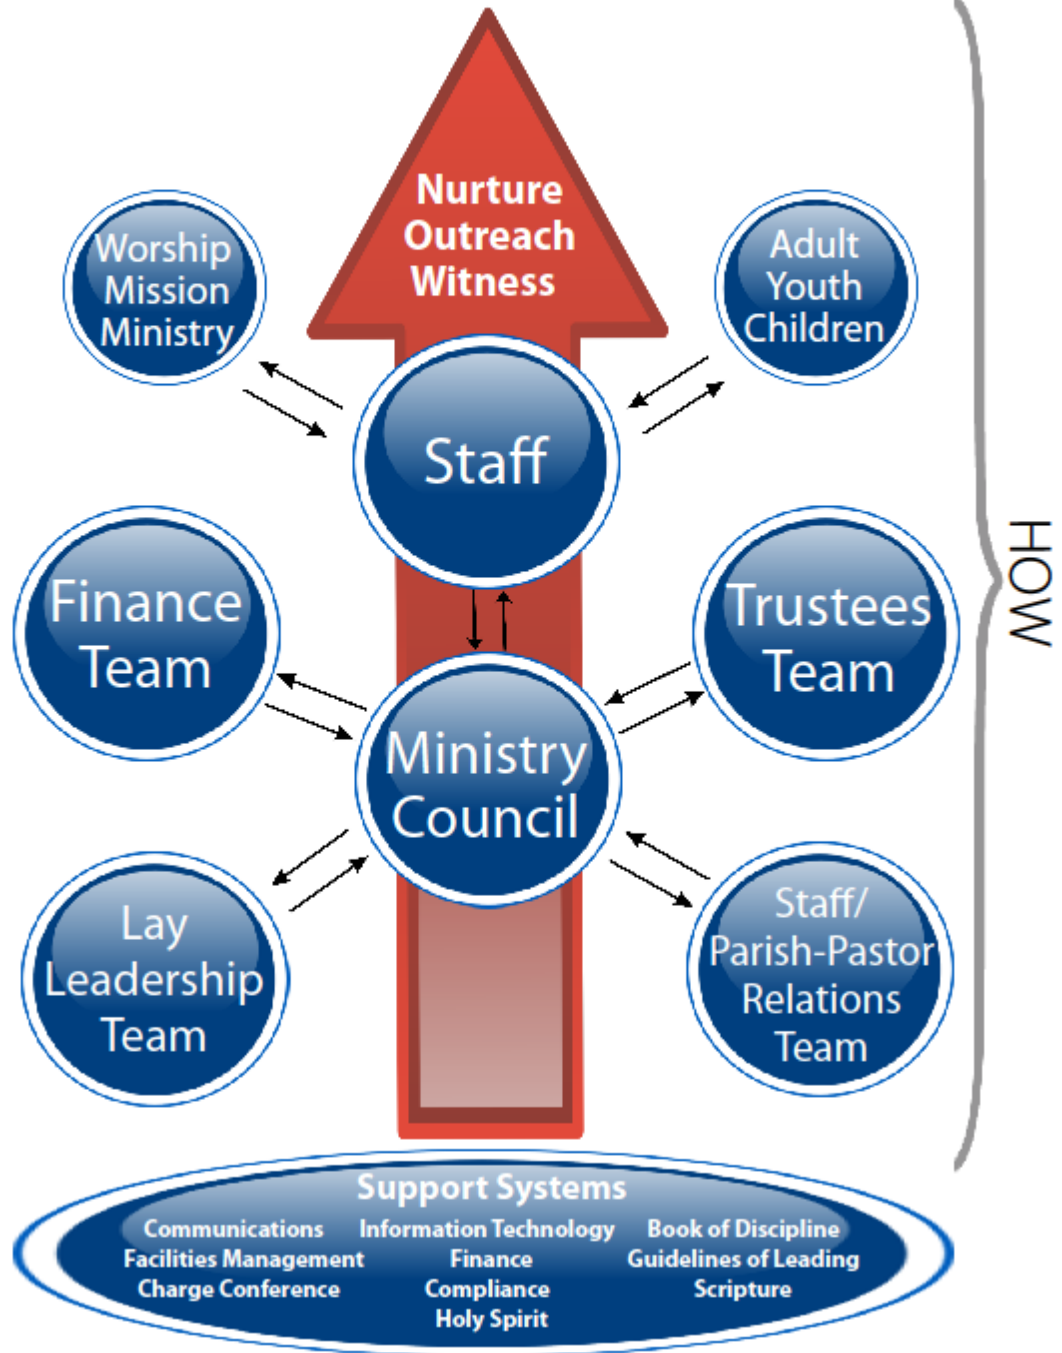 Nurture
Outreach
Witness
Worship
Mission
Ministry
Adult
Youth
Children
Staff
HOW
Finance
Team
Trustees
Team
Ministry
Council
Lay
Leadership
Team
Staff/
Parish-Pastor
Relations
Team
Support Systems
Communications
Facilities Management
Charge Conference
Information Technology
Finance
Compliance
Holy Spirit
Book of Discipline
Guidelines of Leading
Scripture